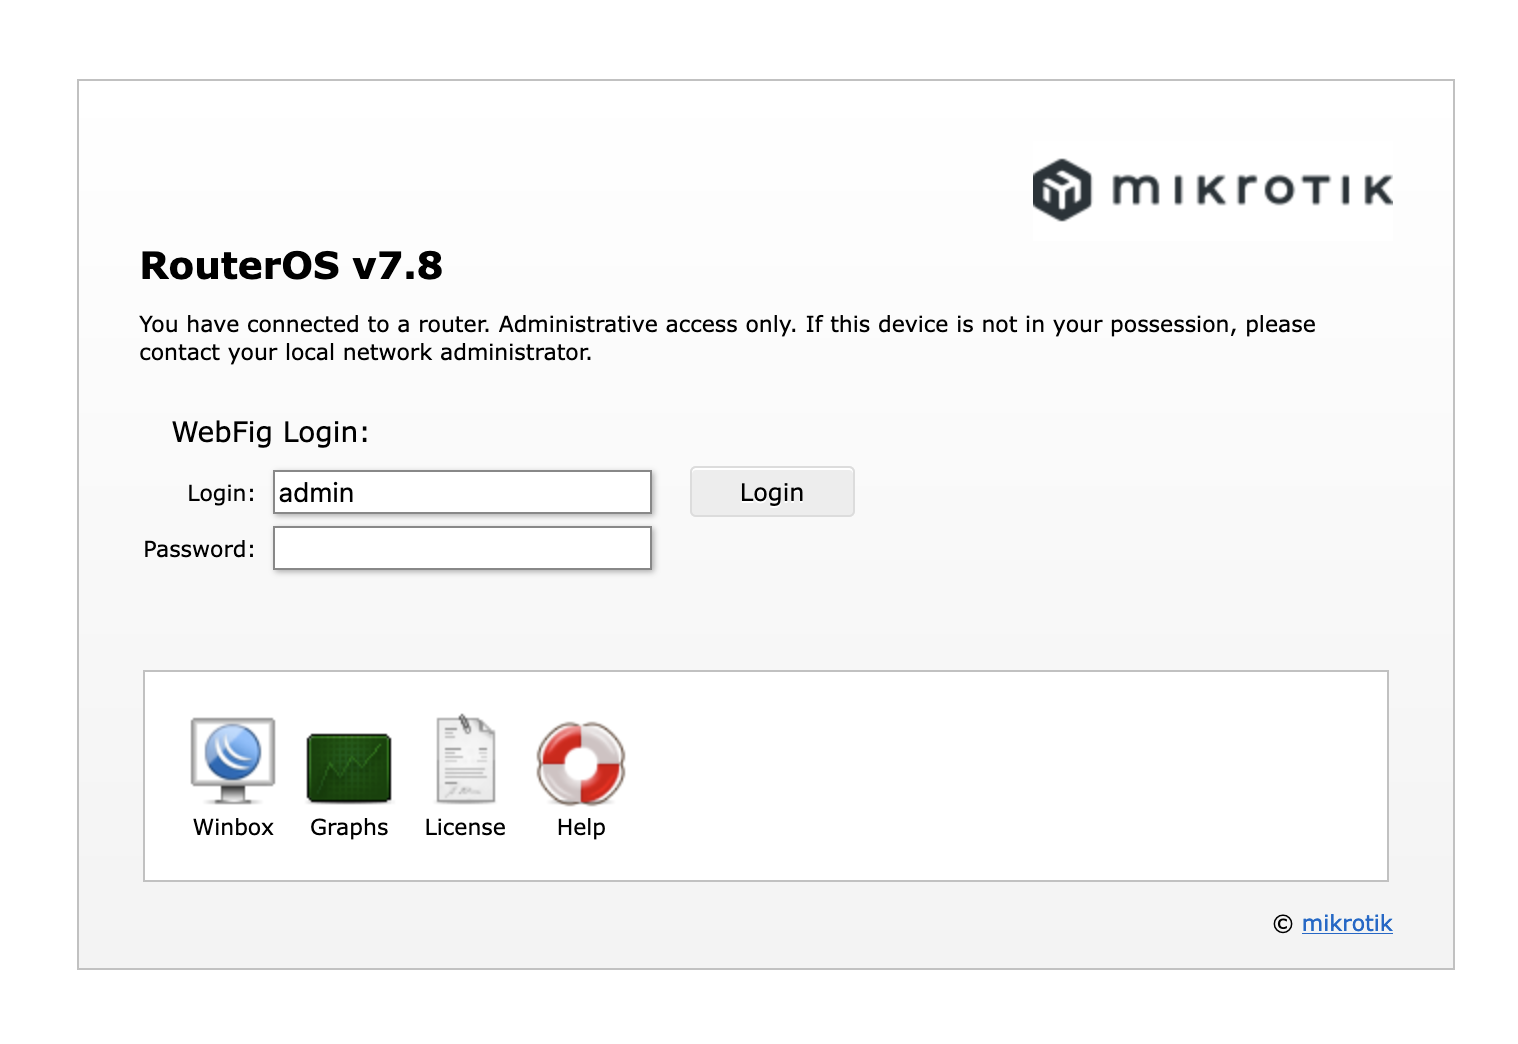 mikrotik
RouterOS v7.8
You have connected to a router. Administrative access only. If this device is not in your possession, please
contact your local network administrator.
WebFig Login:
Login: admin Login
Password:
Winbox Graphs License Help
© mikrotik